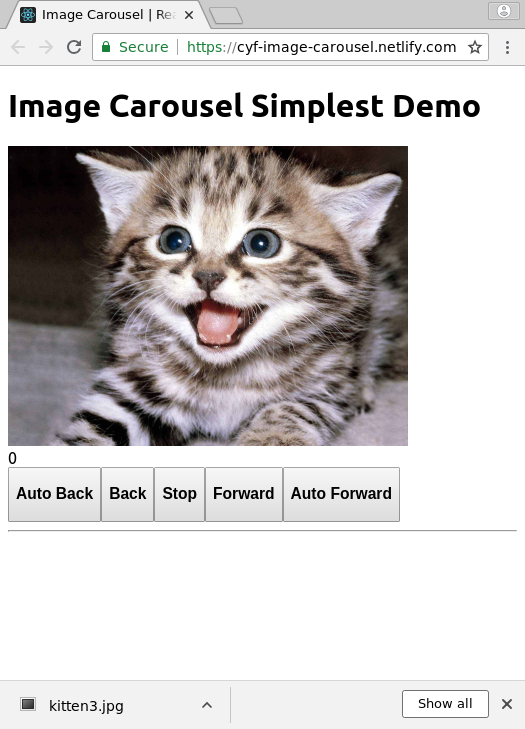 Image Carousel | Rea
Secure https://cyf-image-carousel.netlify.com
Image Carousel Simplest Demo
0
Auto Back Back Stop Forward Auto Forward
kitten3.jpg Show all